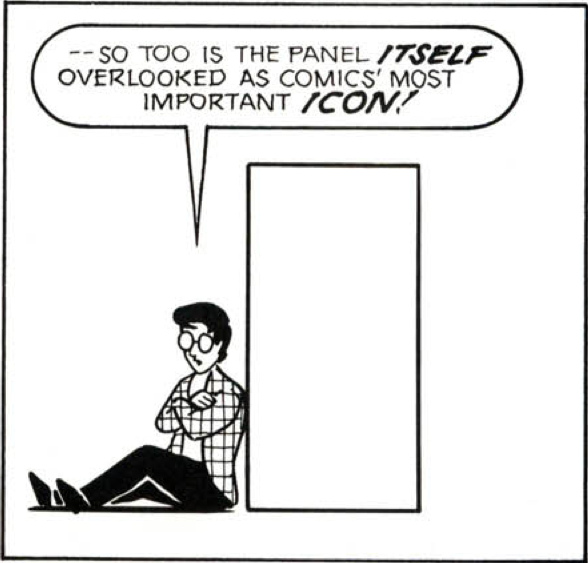 --SO TOO IS THE PANEL ITSELF
OVERLOOKED AS COMICS' MOST
IMPORTANT ICON!